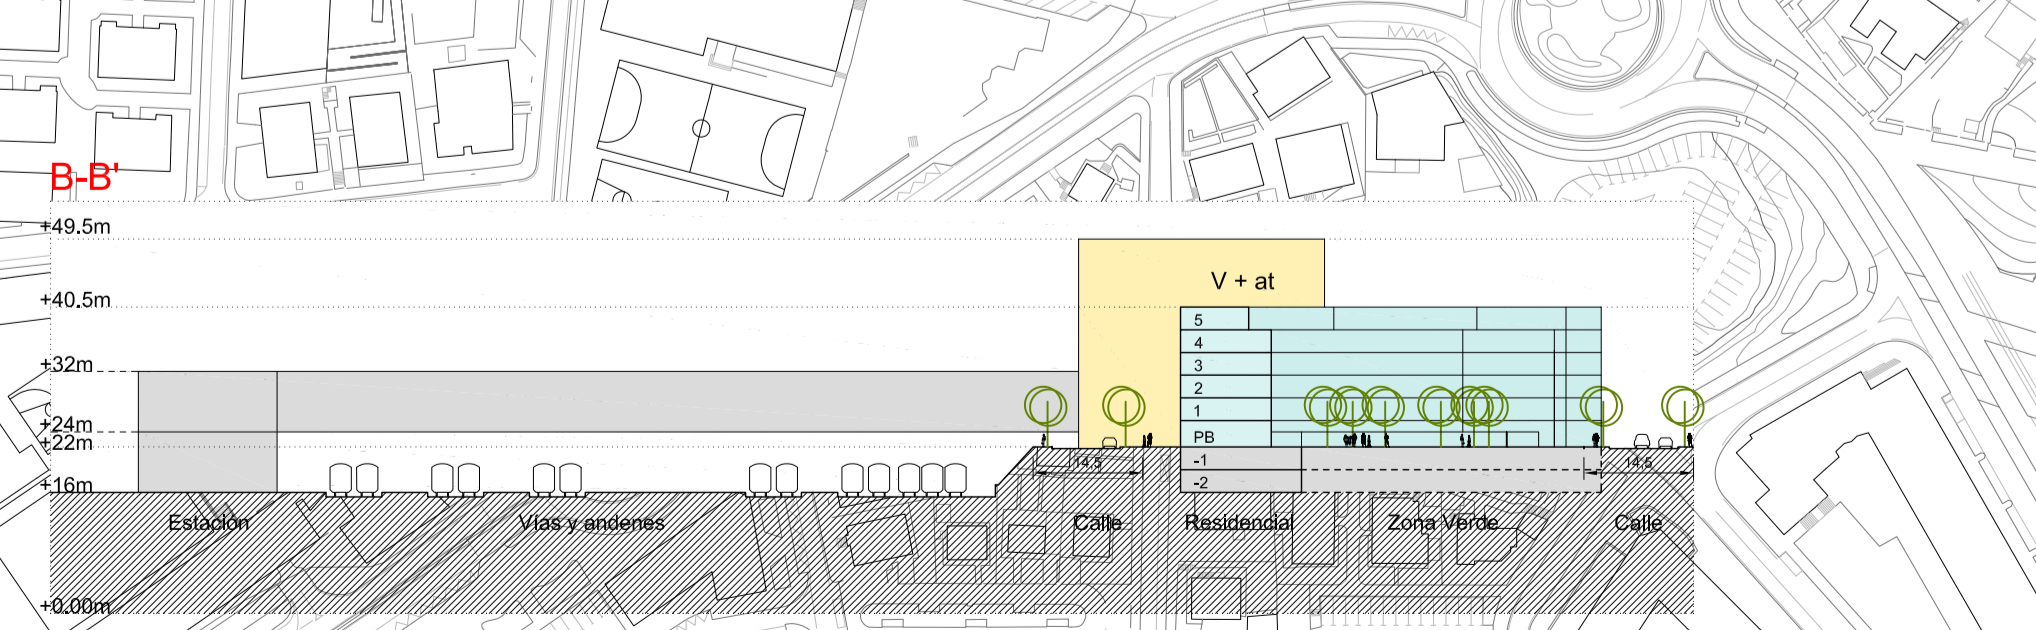 B-B'
+49.5m
+40.5m
+32m
+24m
+22m
+16m
+0.00m
V + at
5
4
3
2
1
PB
-1
-2
14,5
14,5
Estación
Vías y andenes
Calle
Residencial
Zona Verde
Calle